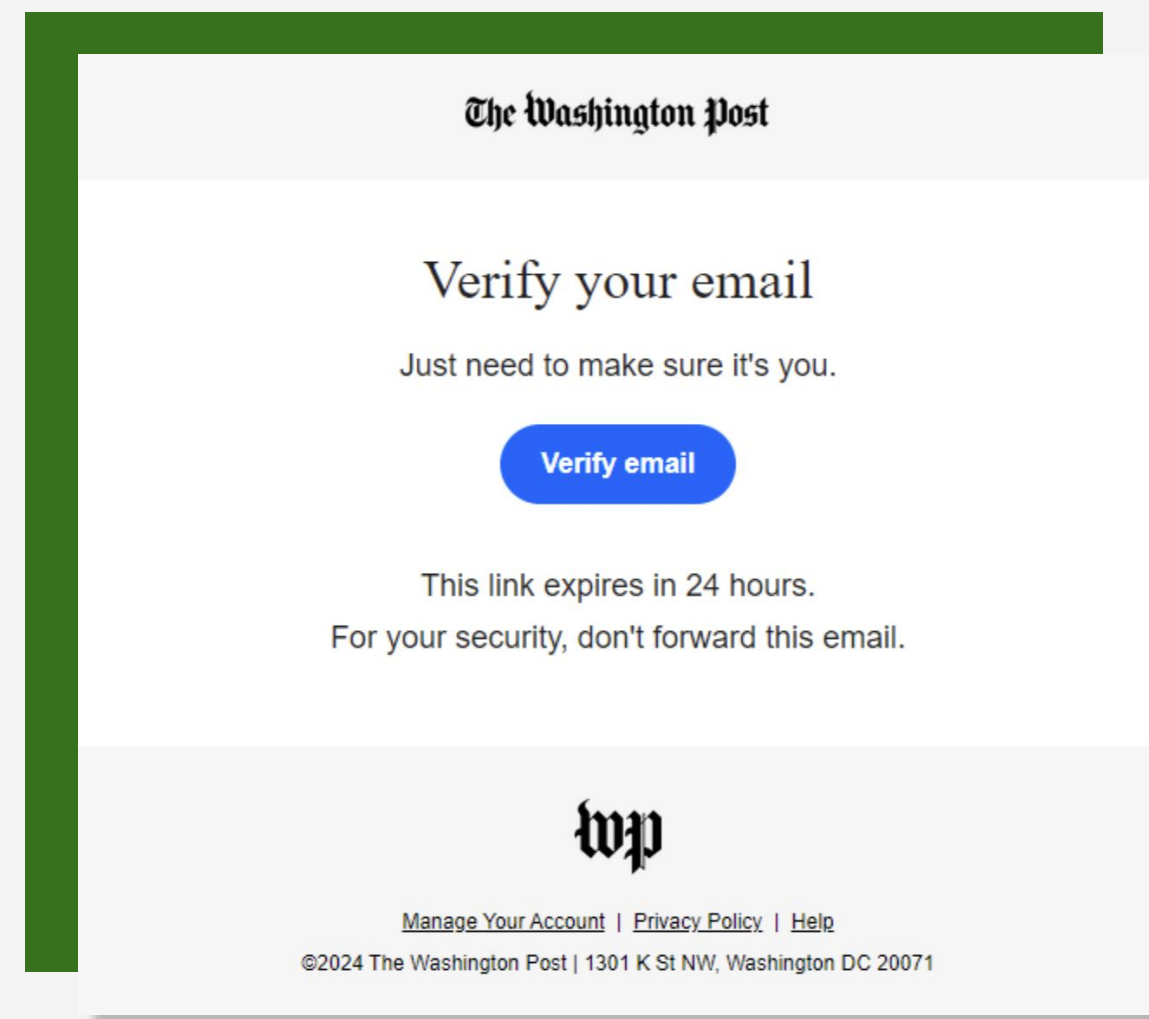 The Washington Post
Verify your email
Just need to make sure it's you.
Verify email
This link expires in 24 hours.
For your security, don't forward this email.
wp
Manage Your Account | Privacy Policy | Help
©2024 The Washington Post | 1301 K St NW, Washington DC 20071